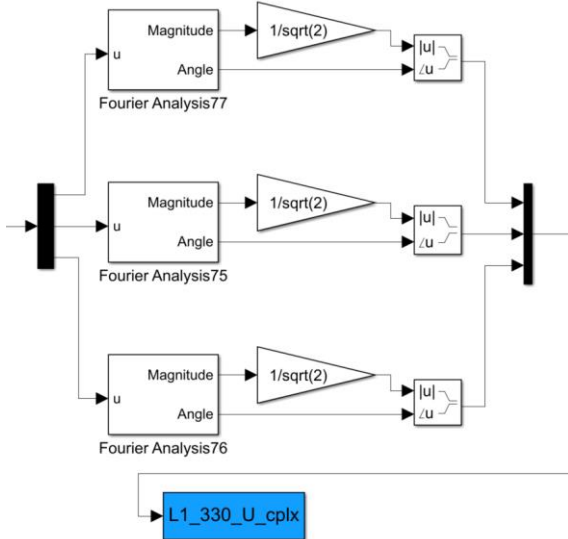 Magnitude
1/sqrt(2)
|u|
u
Angle
∠u
Fourier Analysis77
Magnitude
1/sqrt(2)
|u|
u
Angle
∠u
Fourier Analysis75
Magnitude
1/sqrt(2)
|u|
u
Angle
∠u
Fourier Analysis76
L1_330_U_cplx